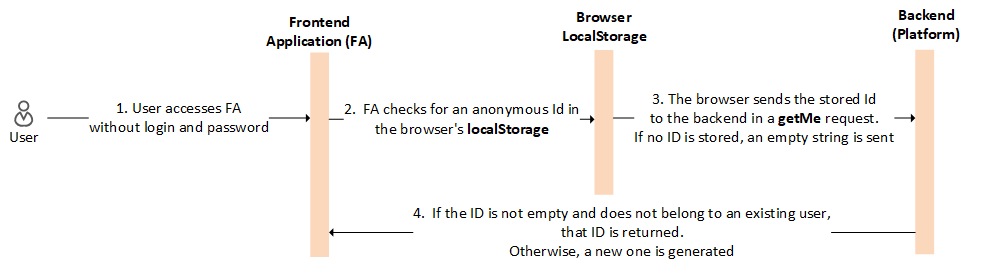 Frontend
Application (FA)
Browser
LocalStorage
Backend
(Platform)
User
1. User accesses FA
without login and password
2. FA checks for an anonymous Id in
the browser's localStorage
3. The browser sends the stored Id
to the backend in a getMe request.
If no ID is stored, an empty string is sent
4. If the ID is not empty and does not belong to an existing user,
that ID is returned.
Otherwise, a new one is generated